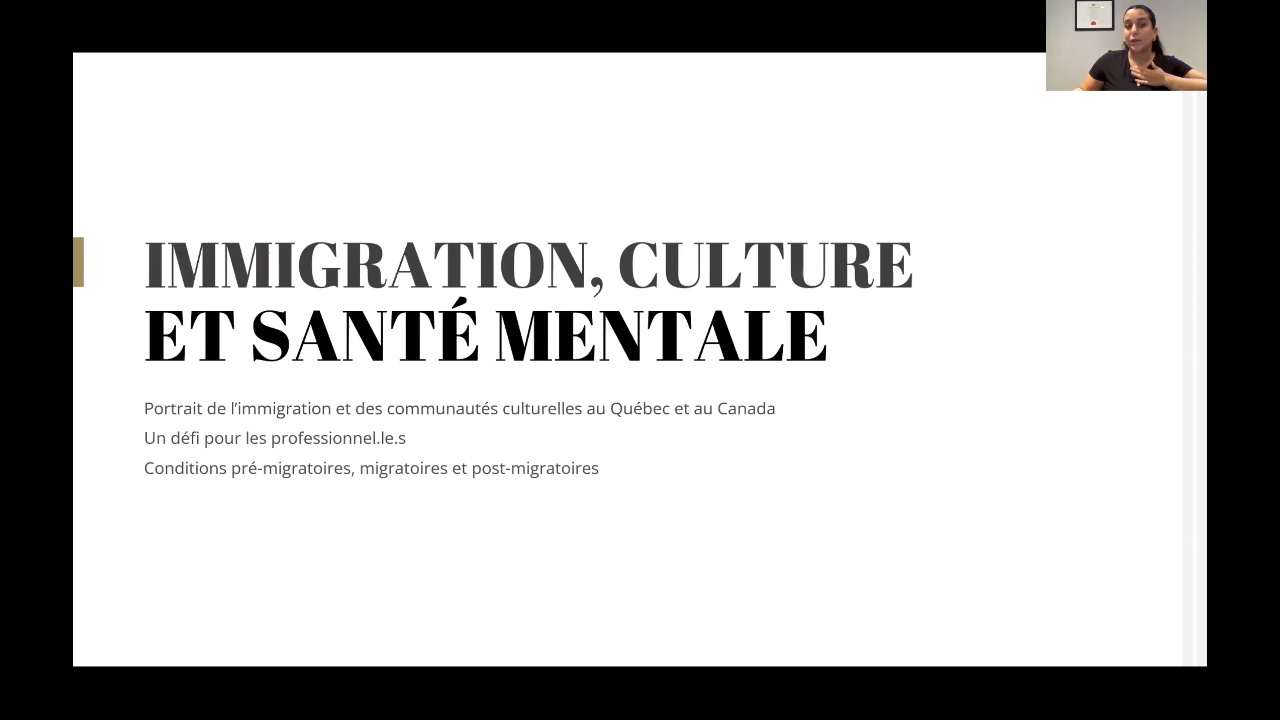 IMMIGRATION, CULTURE
ET SANTÉ MENTALE
Portrait de l’immigration et des communautés culturelles au Québec et au Canada
Un défi pour les professionnel.le.s
Conditions pré-migratoires, migratoires et post-migratoires